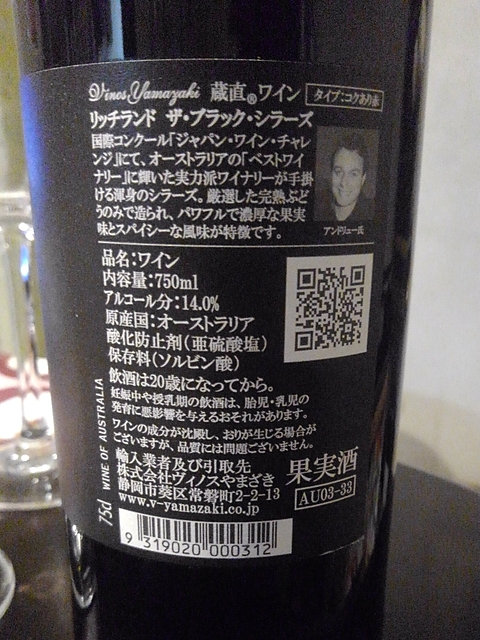 Vinos Yamazaki 蔵直®ワイン タイプ:コクあり赤
リッチランド ザ・ブラック・シラーズ
国際コンクール「ジャパン・ワイン・チャレ
ンジ」にて、オーストラリアの「ベストワイ
ナリー」に輝いた実力派ワイナリーが手掛
ける渾身のシラーズ。厳選した完熟ぶど
うのみで造られ、パワフルで濃厚な果実
味とスパイシーな風味が特徴です。
アンドリュー氏
品名:ワイン
内容量:750ml
アルコール分:14.0%
原産国:オーストラリア
酸化防止剤(亜硫酸塩)
保存料(ソルビン酸)
飲酒は20歳になってから。
妊娠中や授乳期の飲酒は、胎児・乳児の
発育に悪影響を与えるおそれがあります。
ワインの成分が沈殿し、おりが生じる場合が
ございますが、品質には問題ございません。
輸入業者及び引取先
株式会社ヴィノスやまざき
静岡市葵区常磐町2-2-13
www.v-yamazaki.co.jp
果実酒
AU03-33
75cl WINE OF AUSTRALIA
9 319020 000312